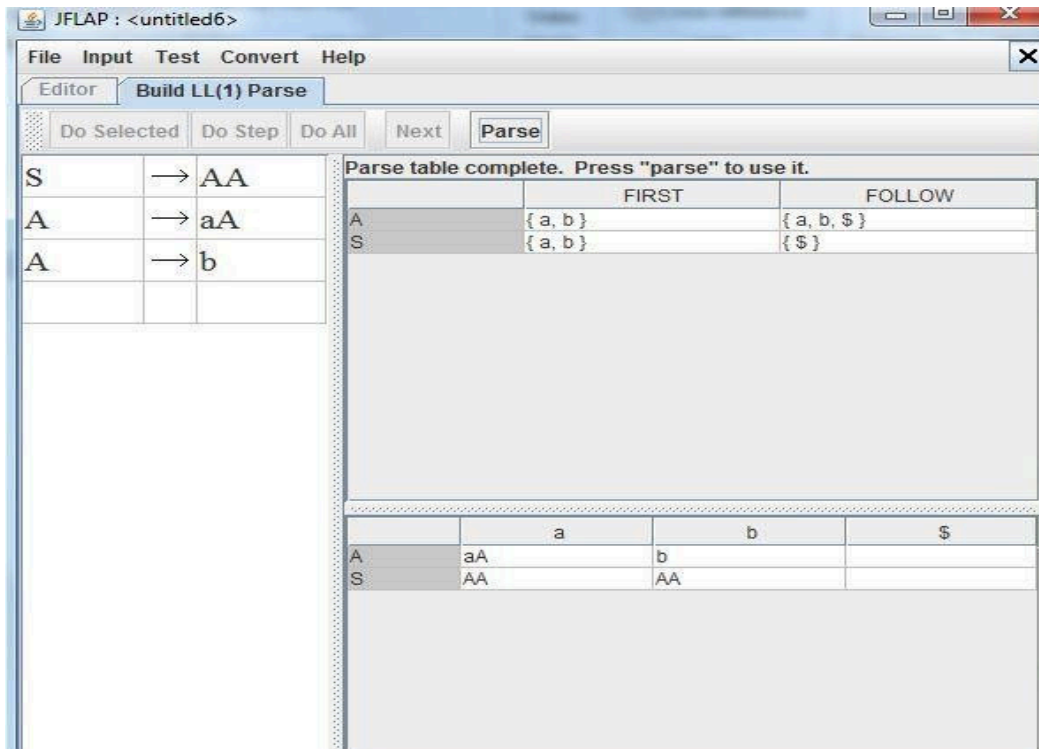 JFLAP : <untitled6>
File Input Test Convert Help
Editor Build LL(1) Parse
Do Selected Do Step Do All Next Parse
S → AA
A → aA
A → b
Parse table complete. Press "parse" to use it.
FIRST FOLLOW
A { a, b } { a, b, $ }
S { a, b } { $ }
a b $
A aA b
S AA AA